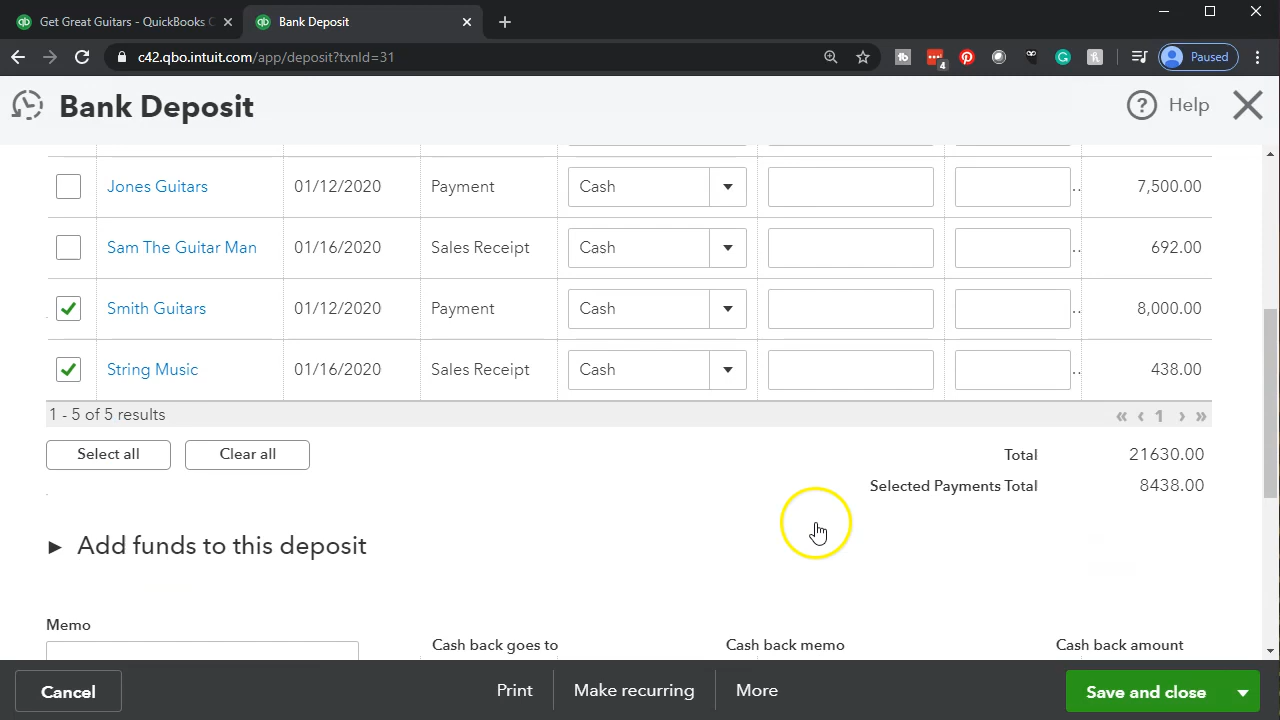 Get Great Guitars - QuickBooks
Bank Deposit
c42.qbo.intuit.com/app/deposit?txnId=31
4
Paused
Bank Deposit
Help
Jones Guitars 01/12/2020 Payment Cash .. 7,500.00
Sam The Guitar Man 01/16/2020 Sales Receipt Cash .. 692.00
Smith Guitars 01/12/2020 Payment Cash .. 8,000.00
String Music 01/16/2020 Sales Receipt Cash .. 438.00
1 - 5 of 5 results « ‹ 1 › »
Select all Clear all Total 21630.00
Selected Payments Total 8438.00
Add funds to this deposit
Memo
Cash back goes to Cash back memo Cash back amount
Cancel Print Make recurring More Save and close